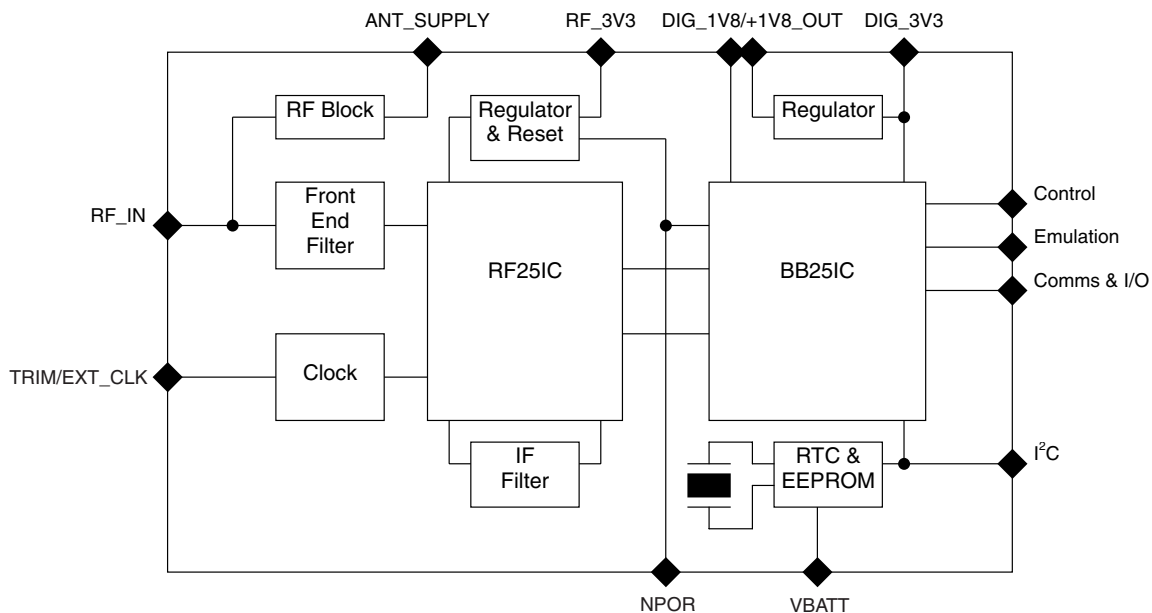 ANT_SUPPLY
RF_3V3
DIG_1V8/+1V8_OUT
DIG_3V3
RF Block
Regulator
& Reset
Regulator
RF_IN
Front
End
Filter
RF25IC
BB25IC
Control
Emulation
Comms & I/O
TRIM/EXT_CLK
Clock
IF
Filter
RTC &
EEPROM
I²C
NPOR
VBATT